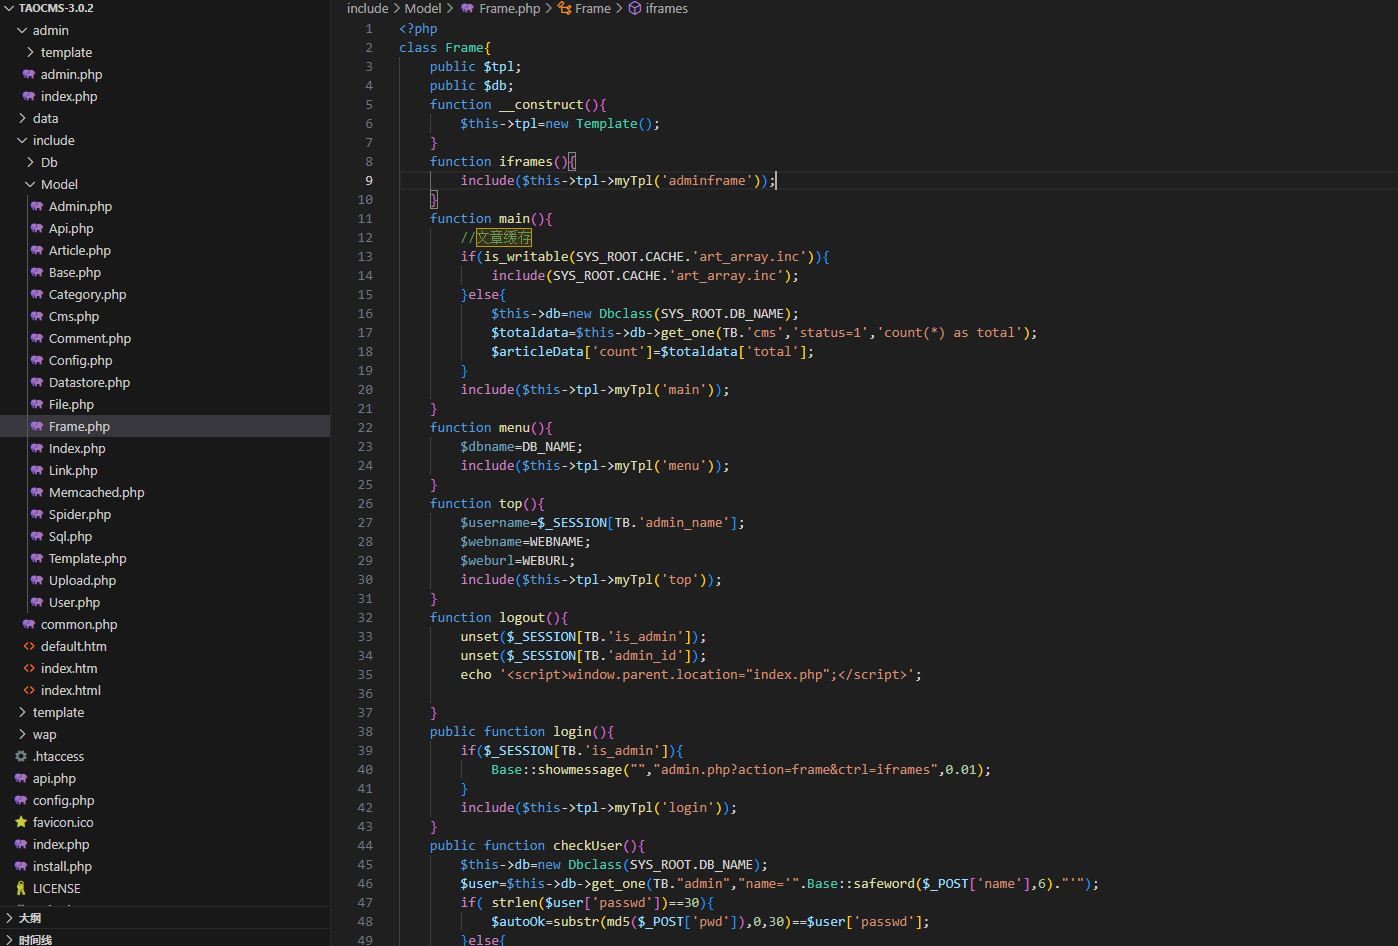 TAOCMS-3.0.2
admin
template
admin.php
index.php
data
include
Db
Model
Admin.php
Api.php
Article.php
Base.php
Category.php
Cms.php
Comment.php
Config.php
Datastore.php
File.php
Frame.php
Index.php
Link.php
Memcached.php
Spider.php
Sql.php
Template.php
Upload.php
User.php
common.php
default.htm
index.htm
index.html
template
wap
.htaccess
api.php
config.php
favicon.ico
index.php
install.php
LICENSE
大纲
时间线
include > Model > Frame.php > Frame > iframes
1 <?php
2 class Frame{
3 public $tpl;
4 public $db;
5 function __construct(){
6 $this->tpl=new Template();
7 }
8 function iframes(){
9 include($this->tpl->myTpl('adminframe'));
10 }
11 function main(){
12 //文章缓存
13 if(is_writable(SYS_ROOT.CACHE.'art_array.inc')){
14 include(SYS_ROOT.CACHE.'art_array.inc');
15 }else{
16 $this->db=new Dbclass(SYS_ROOT.DB_NAME);
17 $totaldata=$this->db->get_one(TB.'cms','status=1','count(*) as total');
18 $articleData['count']=$totaldata['total'];
19 }
20 include($this->tpl->myTpl('main'));
21 }
22 function menu(){
23 $dbname=DB_NAME;
24 include($this->tpl->myTpl('menu'));
25 }
26 function top(){
27 $username=$_SESSION[TB.'admin_name'];
28 $webname=WEBNAME;
29 $weburl=WEBURL;
30 include($this->tpl->myTpl('top'));
31 }
32 function logout(){
33 unset($_SESSION[TB.'is_admin']);
34 unset($_SESSION[TB.'admin_id']);
35 echo '<script>window.parent.location="index.php";</script>';
36
37 }
38 public function login(){
39 if($_SESSION[TB.'is_admin']){
40 Base::showmessage("","admin.php?action=frame&ctrl=iframes",0.01);
41 }
42 include($this->tpl->myTpl('login'));
43 }
44 public function checkUser(){
45 $this->db=new Dbclass(SYS_ROOT.DB_NAME);
46 $user=$this->db->get_one(TB."admin","name='".Base::safeword($_POST['name'],6)."'");
47 if( strlen($user['passwd'])==30){
48 $autoOk=substr(md5($_POST['pwd']),0,30)==$user['passwd'];
49 }else{